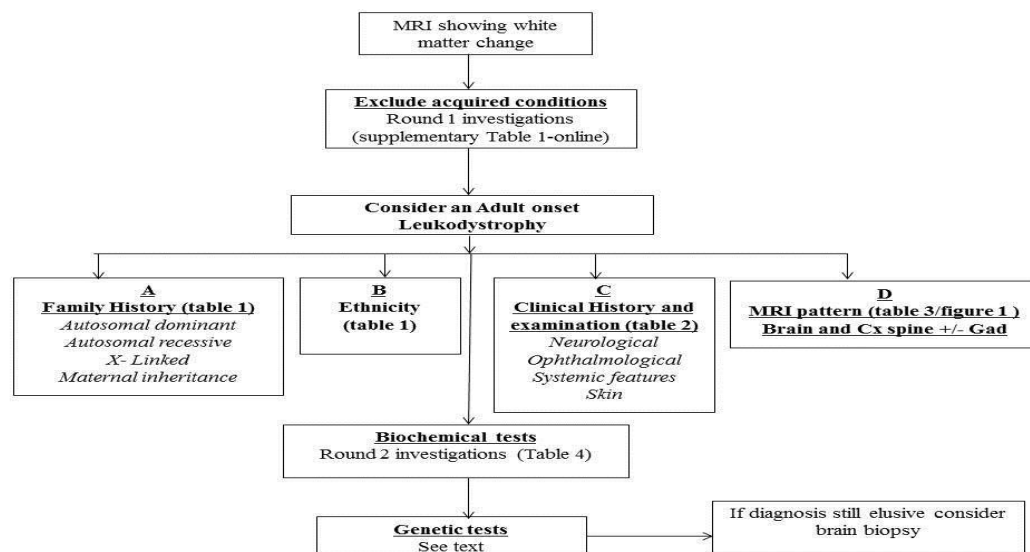 MRI showing white
matter change
Exclude acquired conditions
Round 1 investigations
(supplementary Table 1-online)
Consider an Adult onset
Leukodystrophy
A
Family History (table 1)
Autosomal dominant
Autosomal recessive
X- Linked
Maternal inheritance
B
Ethnicity
(table 1)
C
Clinical History and
examination (table 2)
Neurological
Ophthalmological
Systemic features
Skin
D
MRI pattern (table 3/figure 1 )
Brain and Cx spine +/- Gad
Biochemical tests
Round 2 investigations (Table 4)
Genetic tests
See text
If diagnosis still elusive consider
brain biopsy